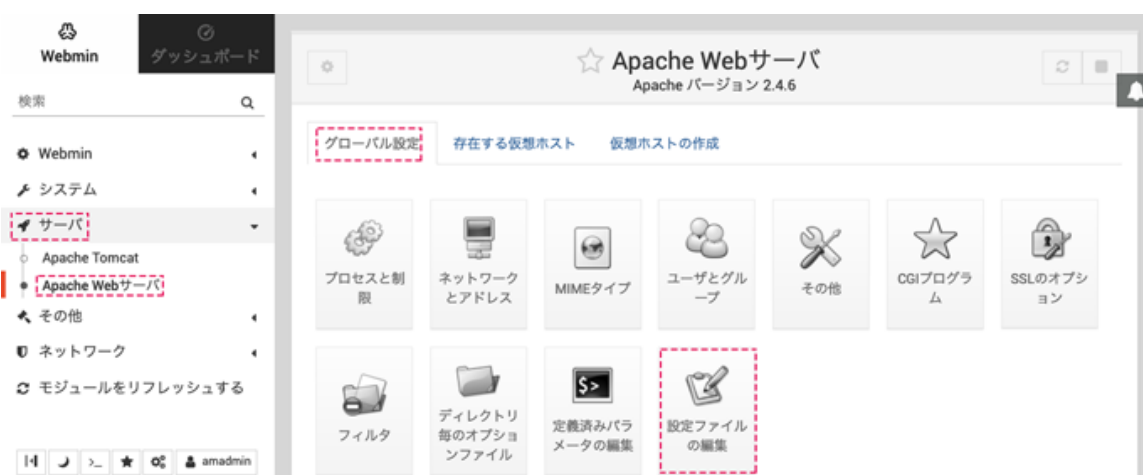 Webmin
ダッシュボード
検索
Webmin
システム
サーバ
Apache Tomcat
Apache Webサーバ
その他
ネットワーク
モジュールをリフレッシュする
>_
amadmin
Apache Webサーバ
Apache バージョン 2.4.6
グローバル設定
存在する仮想ホスト
仮想ホストの作成
プロセスと制
限
ネットワーク
とアドレス
MIMEタイプ
ユーザとグル
ープ
その他
CGIプログラ
ム
SSLのオプシ
ョン
フィルタ
ディレクトリ
毎のオプショ
ンファイル
$>
定義済みパラ
メータの編集
設定ファイル
の編集